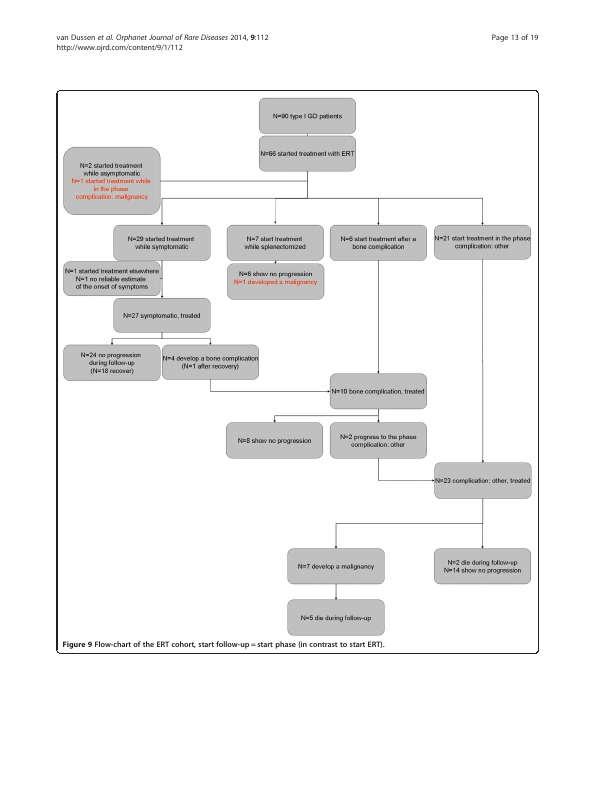 van Dussen et al. Orphanet Journal of Rare Diseases 2014, 9:112
Page 13 of 19
http://www.ojrd.com/content/9/1/112
N=90 type I GD patients
N=66 started treatment with ERT
N=2 started treatment
while asymptomatic
N=1 started treatment while
in the phase
complication: malignancy
N=29 started treatment
while symptomatic
N=7 start treatment
while splenectomized
N=6 start treatment after a
bone complication
N=21 start treatment in the phase
complication: other
N=1 started treatment elsewhere
N=1 no reliable estimate
of the onset of symptoms
N=6 show no progression
N=1 developed a malignancy
N=27 symptomatic, treated
N=24 no progression
during follow-up
(N=18 recover)
N=4 develop a bone complication
(N=1 after recovery)
N=10 bone complication, treated
N=8 show no progression
N=2 progress to the phase
complication: other
N=23 complication: other, treated
N=7 develop a malignancy
N=2 die during follow-up
N=14 show no progression
N=5 die during follow-up
Figure 9 Flow-chart of the ERT cohort, start follow-up = start phase (in contrast to start ERT).